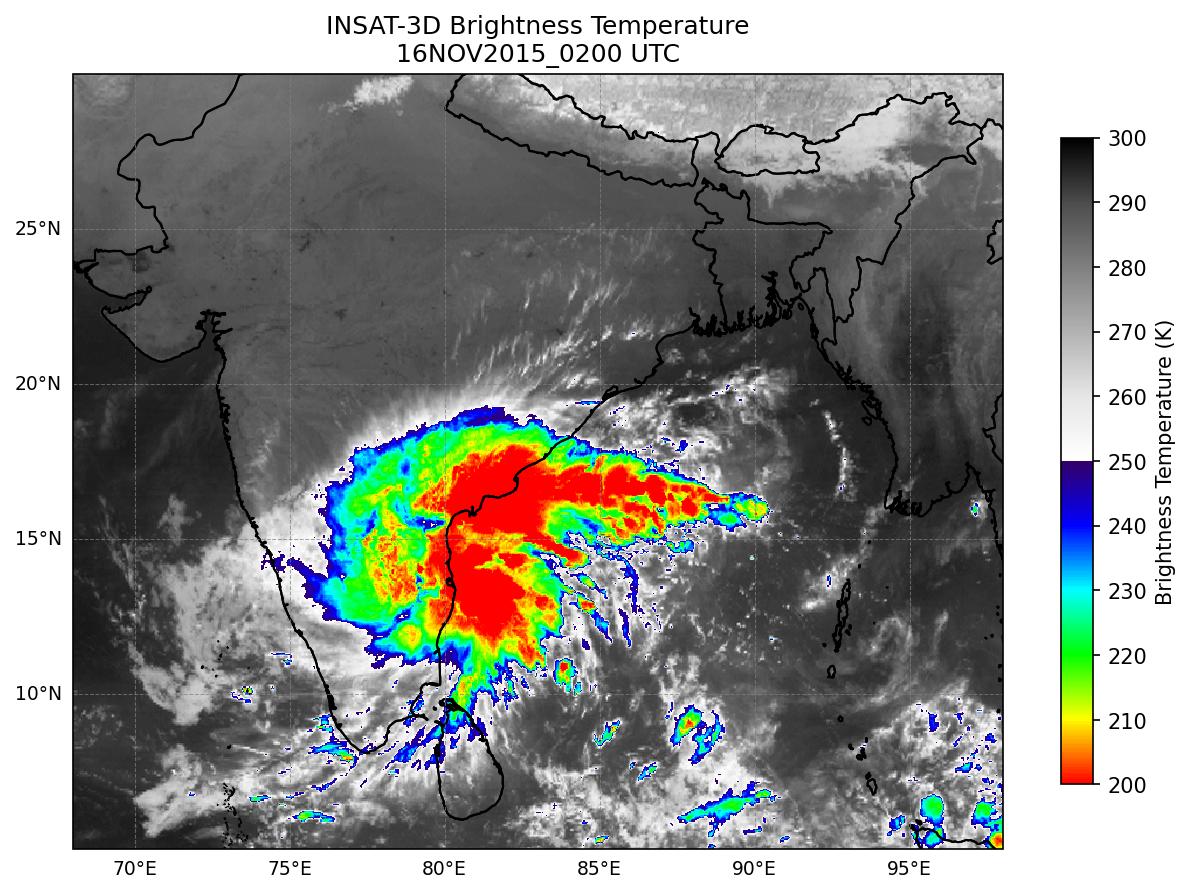 INSAT-3D Brightness Temperature
16NOV2015_0200 UTC
25°N
20°N
15°N
10°N
70°E
75°E
80°E
85°E
90°E
95°E
300
290
280
270
260
250
240
230
220
210
200
Brightness Temperature (K)